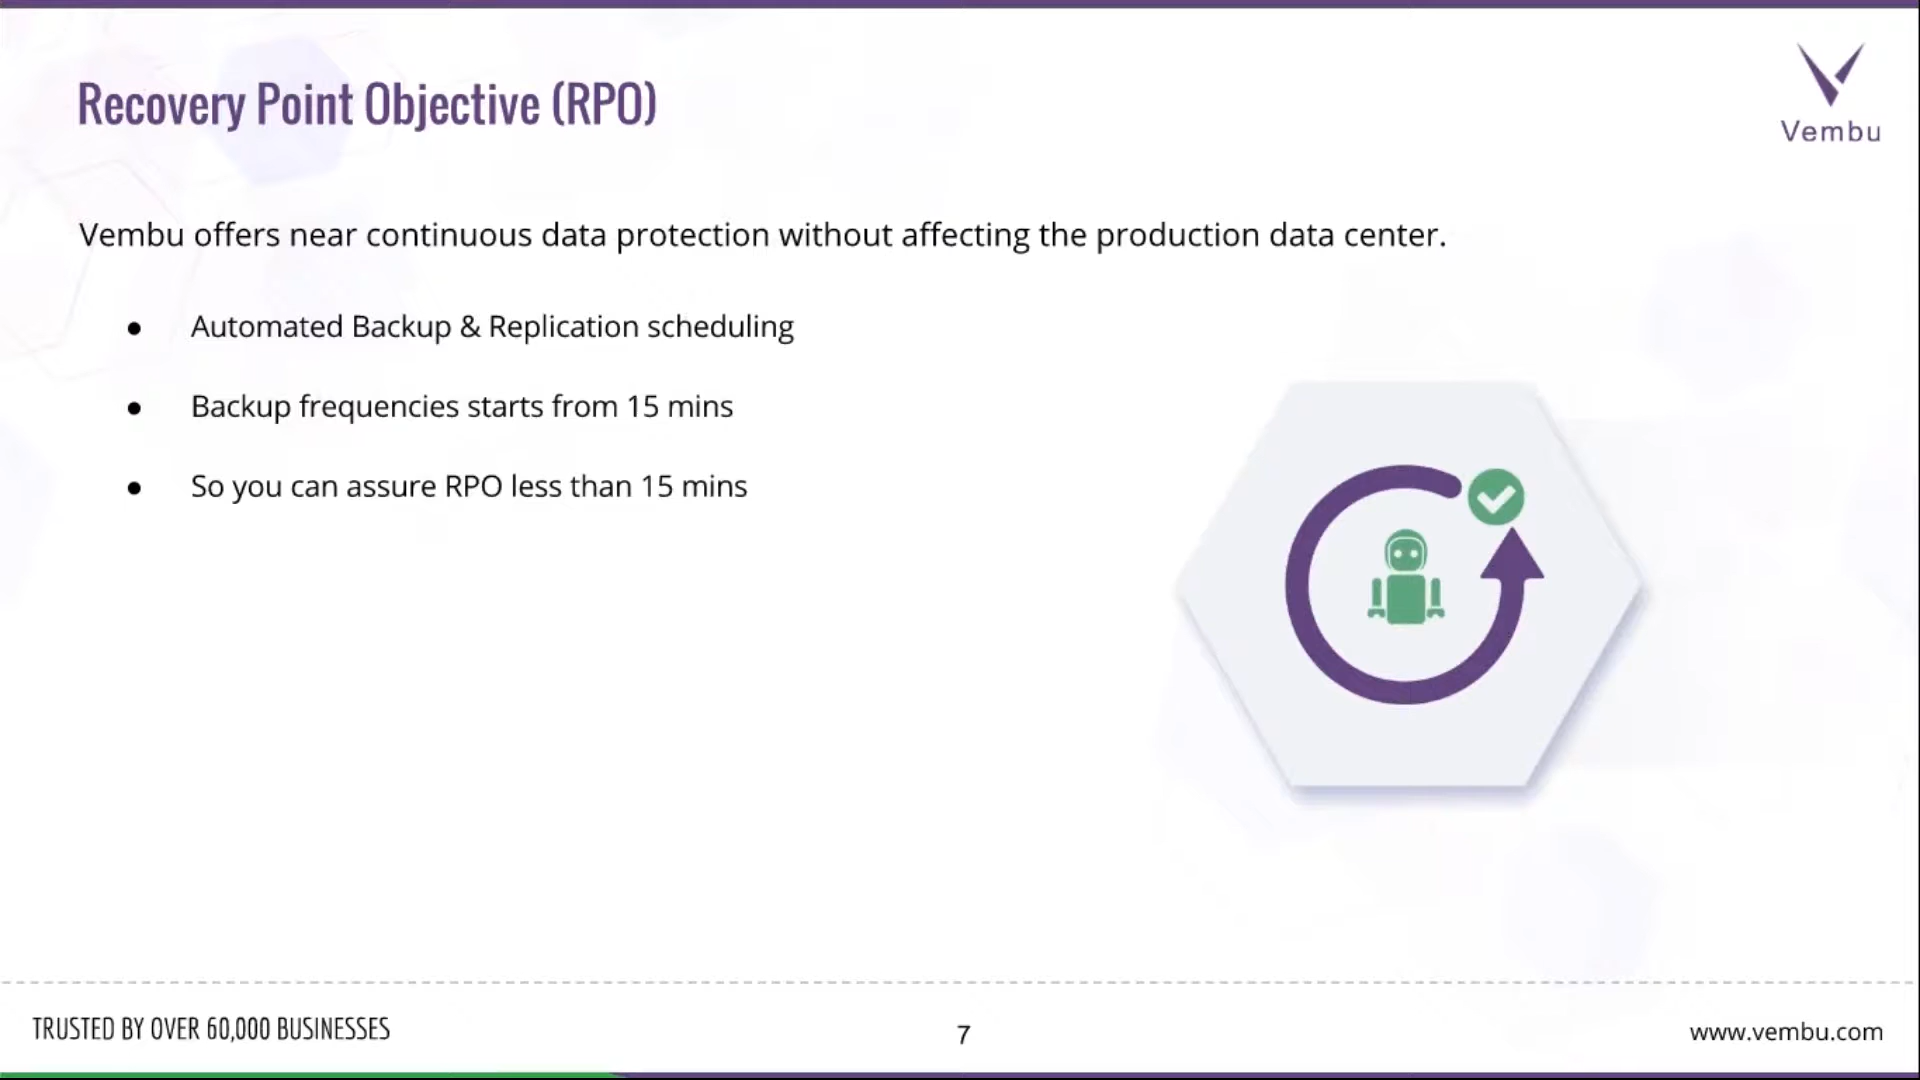 Recovery Point Objective (RPO)
Vembu
Vembu offers near continuous data protection without affecting the production data center.
● Automated Backup & Replication scheduling
● Backup frequencies starts from 15 mins
● So you can assure RPO less than 15 mins
TRUSTED BY OVER 60,000 BUSINESSES
7
www.vembu.com